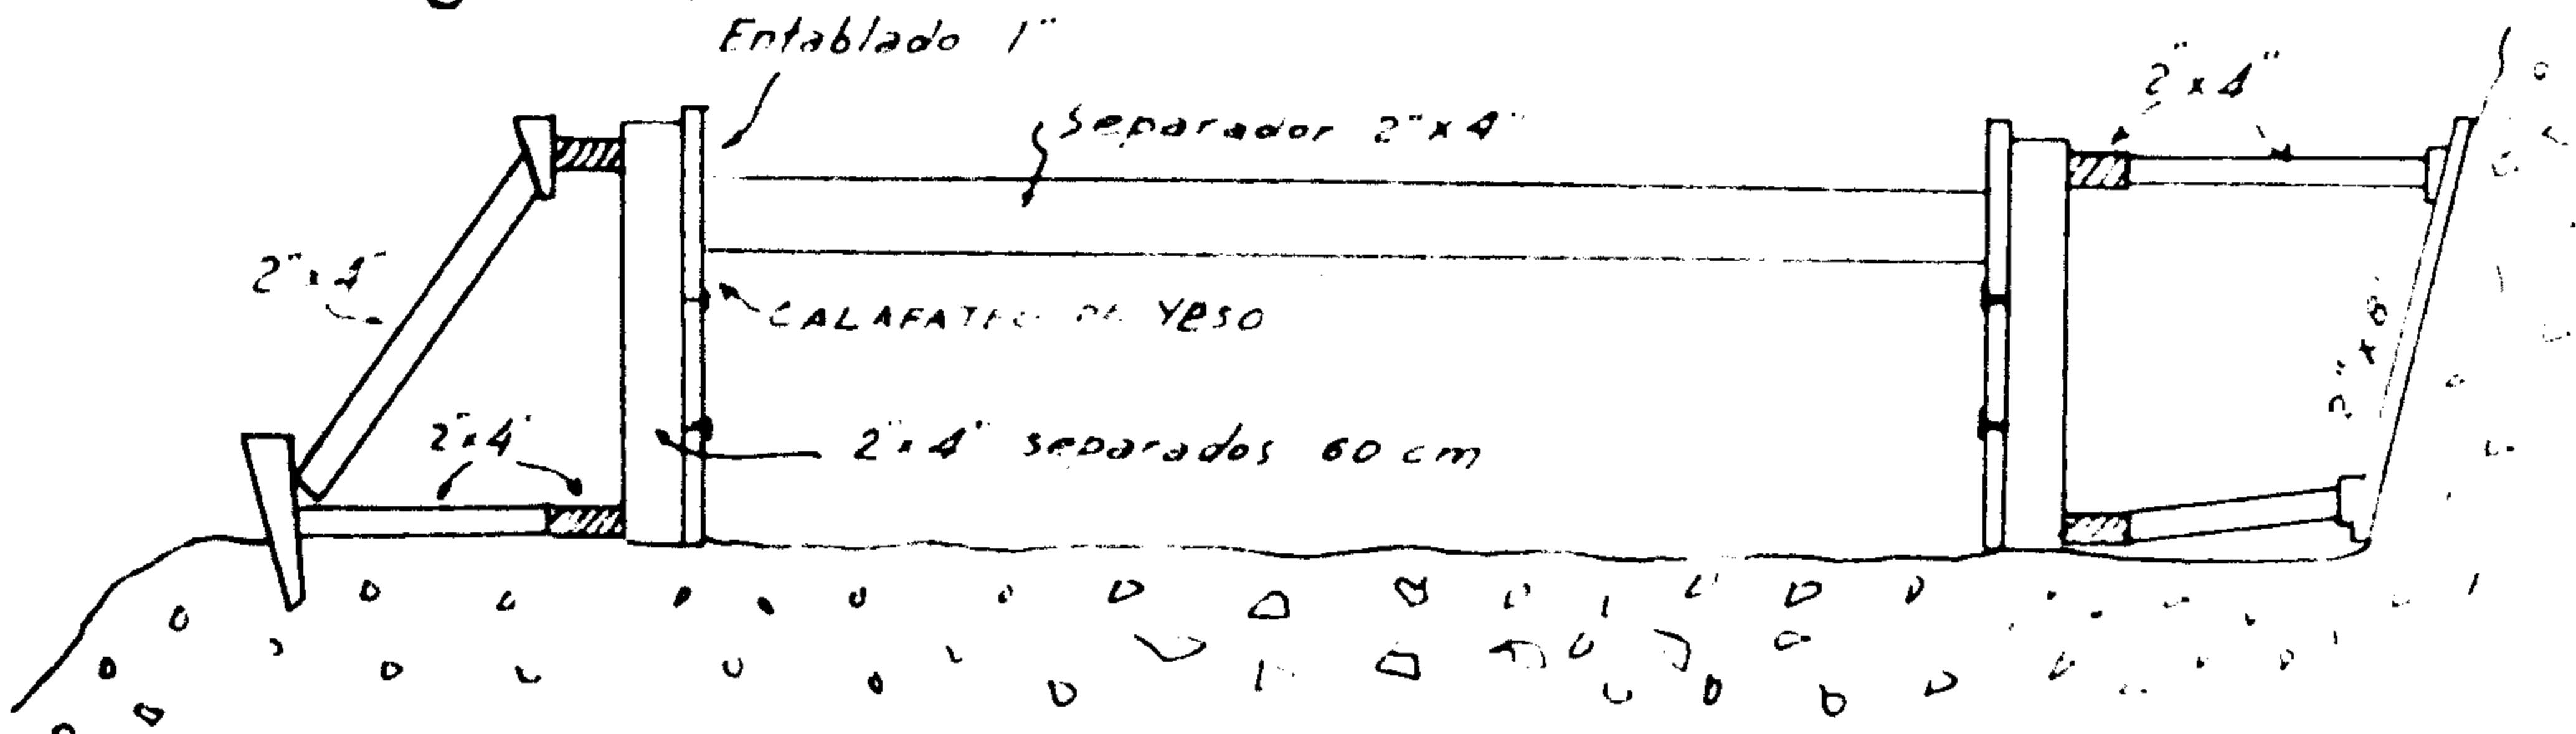 Entablado 1"
Separador 2"x4"
2"x4"
2"x4"
CALAFATEO DE YESO
2"x8"
2"x4"
2"x4" separados 60 cm